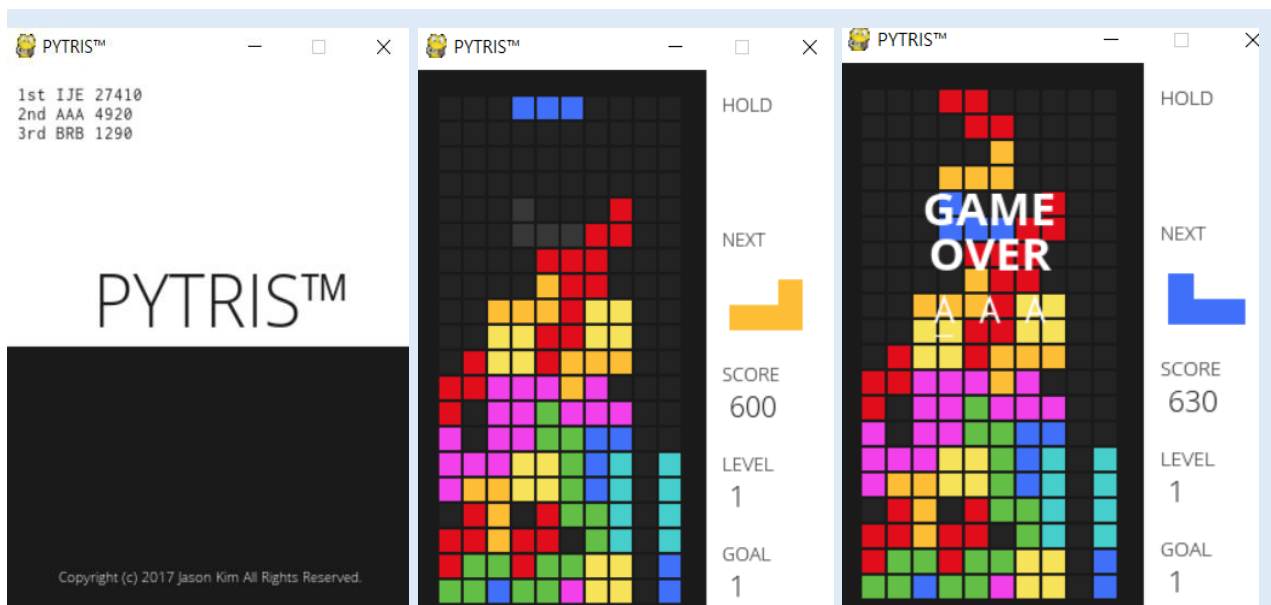 PYTRIS™
1st IJE 27410
2nd AAA 4920
3rd BRB 1290
PYTRIS™
Copyright (c) 2017 Jason Kim All Rights Reserved.
PYTRIS™
HOLD
NEXT
SCORE
600
LEVEL
1
GOAL
1
PYTRIS™
GAME
OVER
A A A
HOLD
NEXT
SCORE
630
LEVEL
1
GOAL
1